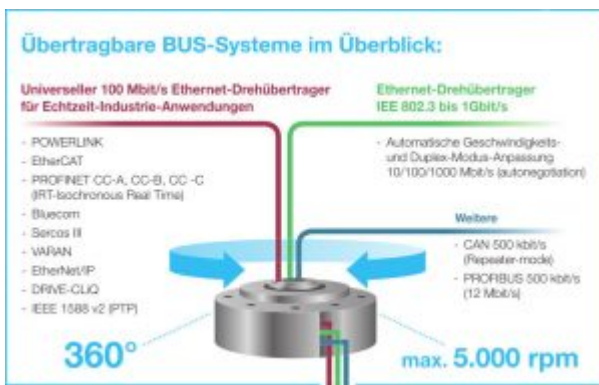 Übertragbare BUS-Systeme im Überblick:
Universeller 100 Mbit/s Ethernet-Drehübertrager
für Echtzeit-Industrie-Anwendungen
- POWERLINK
- EtherCAT
- PROFINET CC-A, CC-B, CC -C
(IRT-Isochronous Real Time)
- Bluecom
- Sercos III
- VARAN
- EtherNet/IP
- DRIVE-CLiQ
- IEEE 1588 v2 (PTP)
Ethernet-Drehübertrager
IEE 802.3 bis 1Gbit/s
- Automatische Geschwindigkeits-
und Duplex-Modus-Anpassung
10/100/1000 Mbit/s (autonegotiation)
Weitere
- CAN 500 kbit/s
(Repeater-mode)
- PROFIBUS 500 kbit/s
(12 Mbit/s)
360°
max. 5.000 rpm